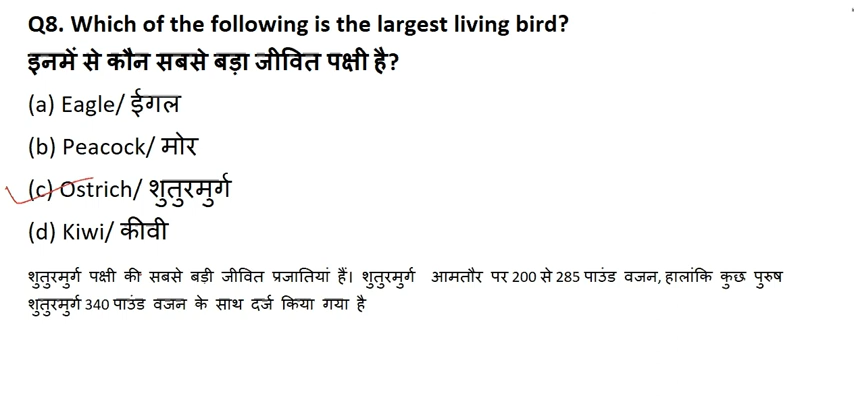 Q8. Which of the following is the largest living bird?
इनमें से कौन सबसे बड़ा जीवित पक्षी है?
(a) Eagle/ ईगल
(b) Peacock/ मोर
(c) Ostrich/ शुतुरमुर्ग
(d) Kiwi/ कीवी
शुतुरमुर्ग पक्षी की सबसे बड़ी जीवित प्रजातियां हैं। शुतुरमुर्ग आमतौर पर 200 से 285 पाउंड वजन, हालांकि कुछ पुरुष
शुतुरमुर्ग 340 पाउंड वजन के साथ दर्ज किया गया है